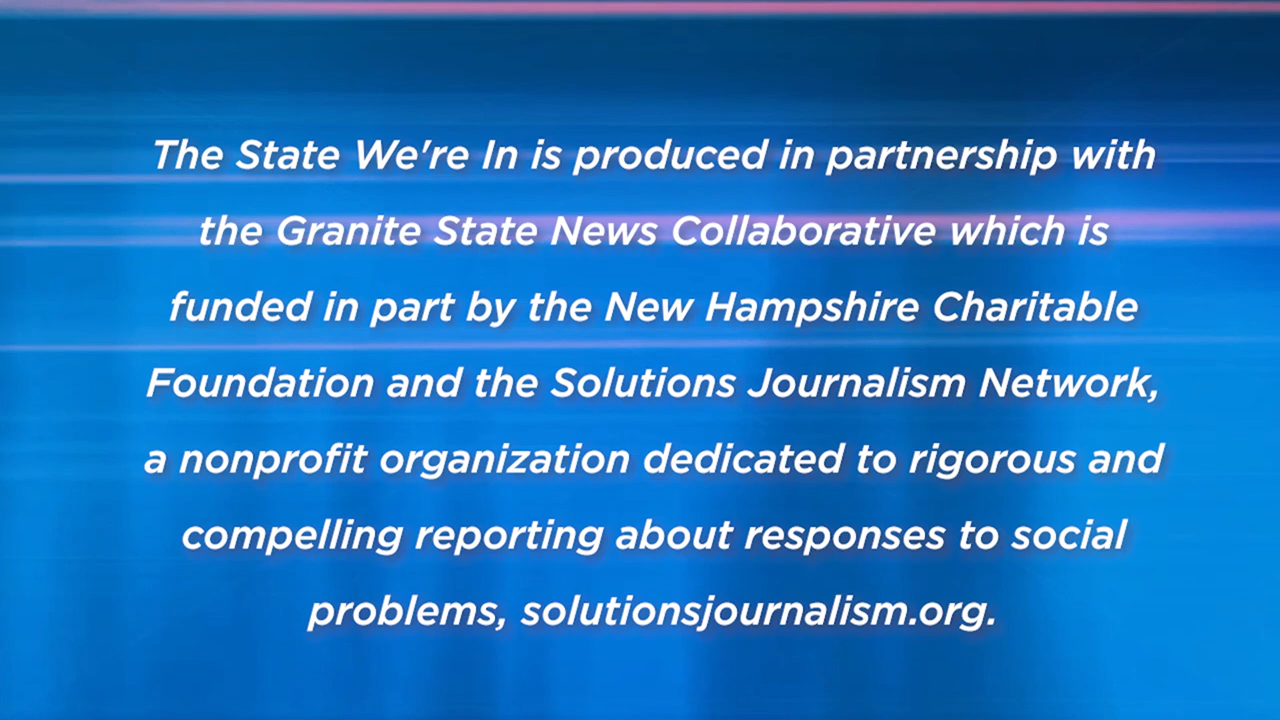 The State We're In is produced in partnership with
the Granite State News Collaborative which is
funded in part by the New Hampshire Charitable
Foundation and the Solutions Journalism Network,
a nonprofit organization dedicated to rigorous and
compelling reporting about responses to social
problems, solutionsjournalism.org.